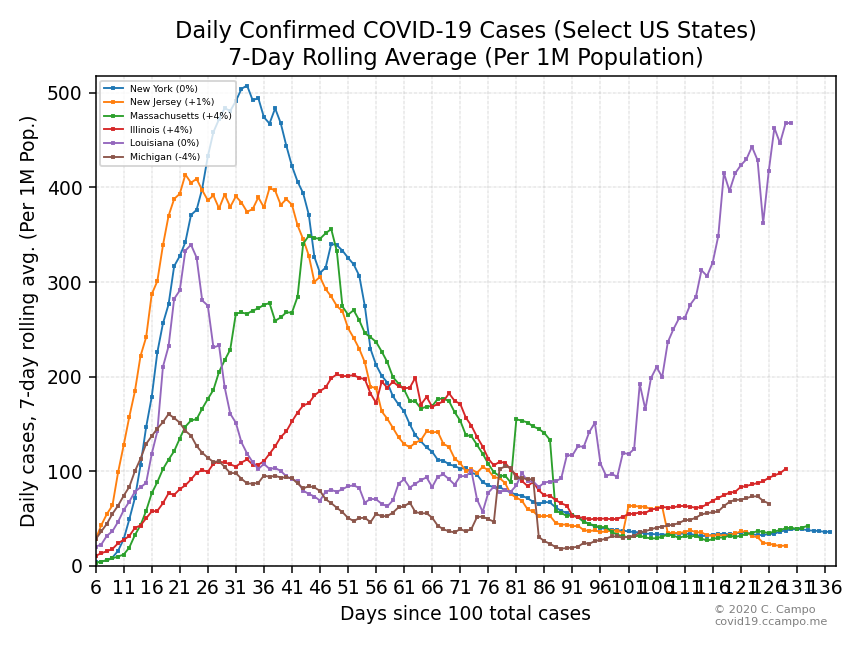 Daily Confirmed COVID-19 Cases (Select US States)
7-Day Rolling Average (Per 1M Population)
Daily cases, 7-day rolling avg. (Per 1M Pop.)
500
400
300
200
100
0
New York (0%)
New Jersey (+1%)
Massachusetts (+4%)
Illinois (+4%)
Louisiana (0%)
Michigan (-4%)
6 11 16 21 26 31 36 41 46 51 56 61 66 71 76 81 86 91 96 101 106 111 116 121 126 131 136
Days since 100 total cases
© 2020 C. Campo
covid19.ccampo.me